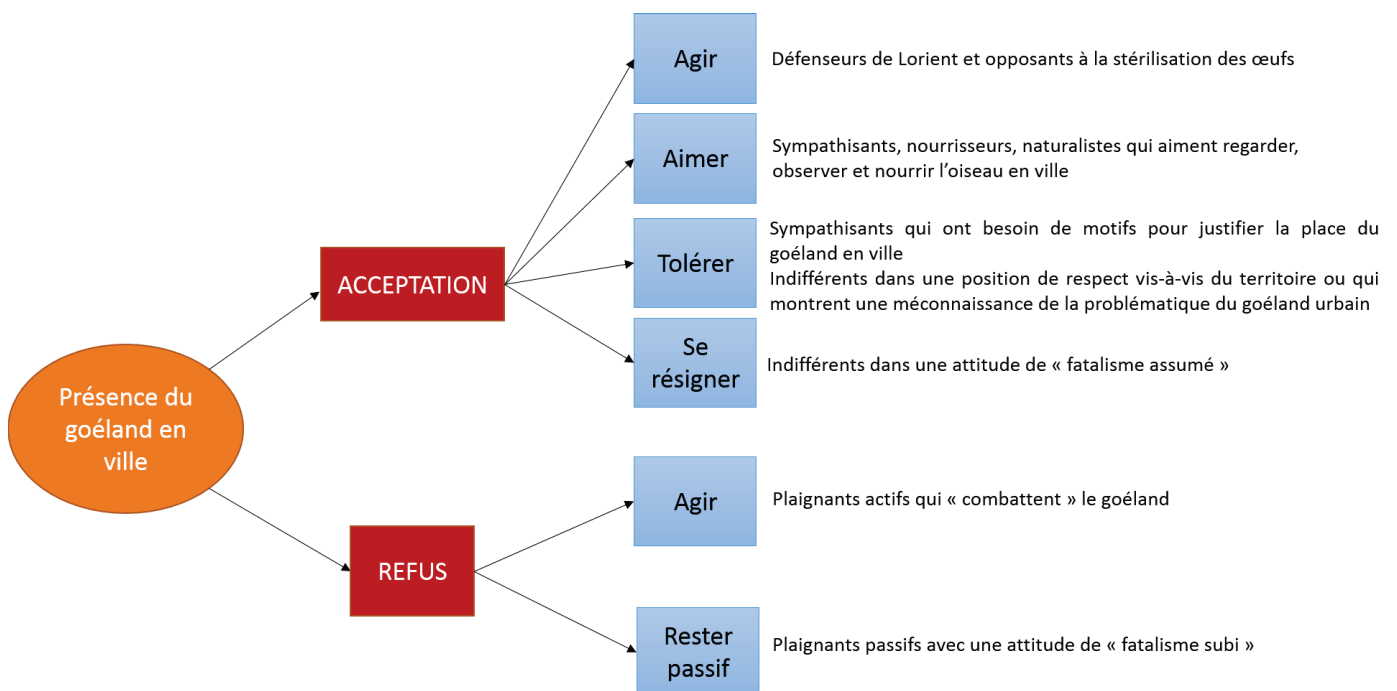 Présence du
goéland en
ville
ACCEPTATION
Agir
Défenseurs de Lorient et opposants à la stérilisation des œufs
Aimer
Sympathisants, nourrisseurs, naturalistes qui aiment regarder,
observer et nourrir l’oiseau en ville
Tolérer
Sympathisants qui ont besoin de motifs pour justifier la place du
goéland en ville
Indifférents dans une position de respect vis-à-vis du territoire ou qui
montrent une méconnaissance de la problématique du goéland urbain
Se
résigner
Indifférents dans une attitude de « fatalisme assumé »
REFUS
Agir
Plaignants actifs qui « combattent » le goéland
Rester
passif
Plaignants passifs avec une attitude de « fatalisme subi »